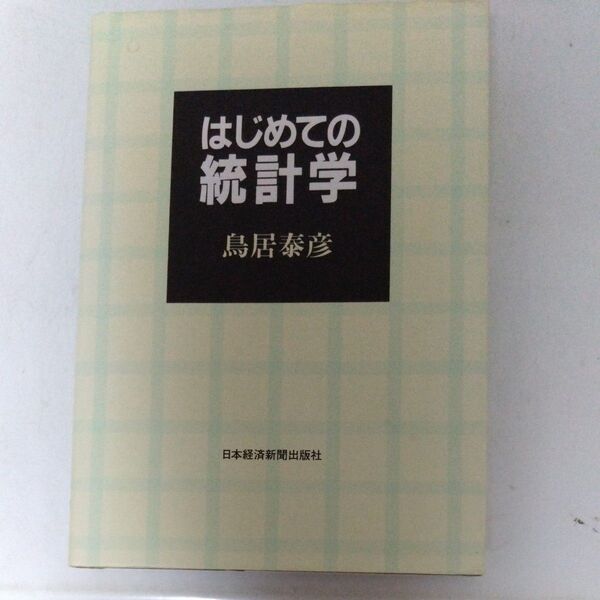 はじめての
統計学
鳥居泰彦
日本経済新聞出版社